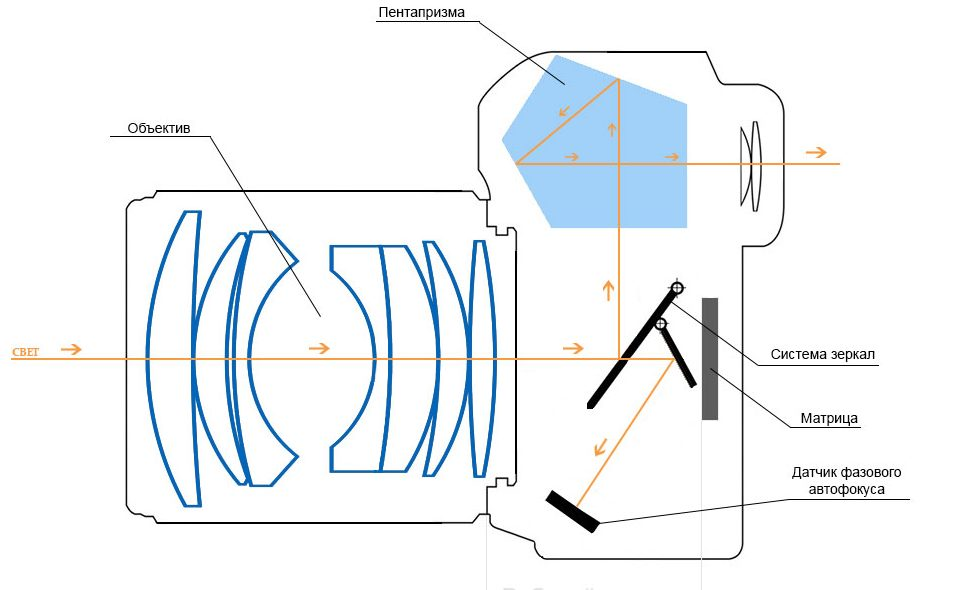 Пентапризма
Объектив
СВЕТ
Система зеркал
Матрица
Датчик фазового
автофокуса